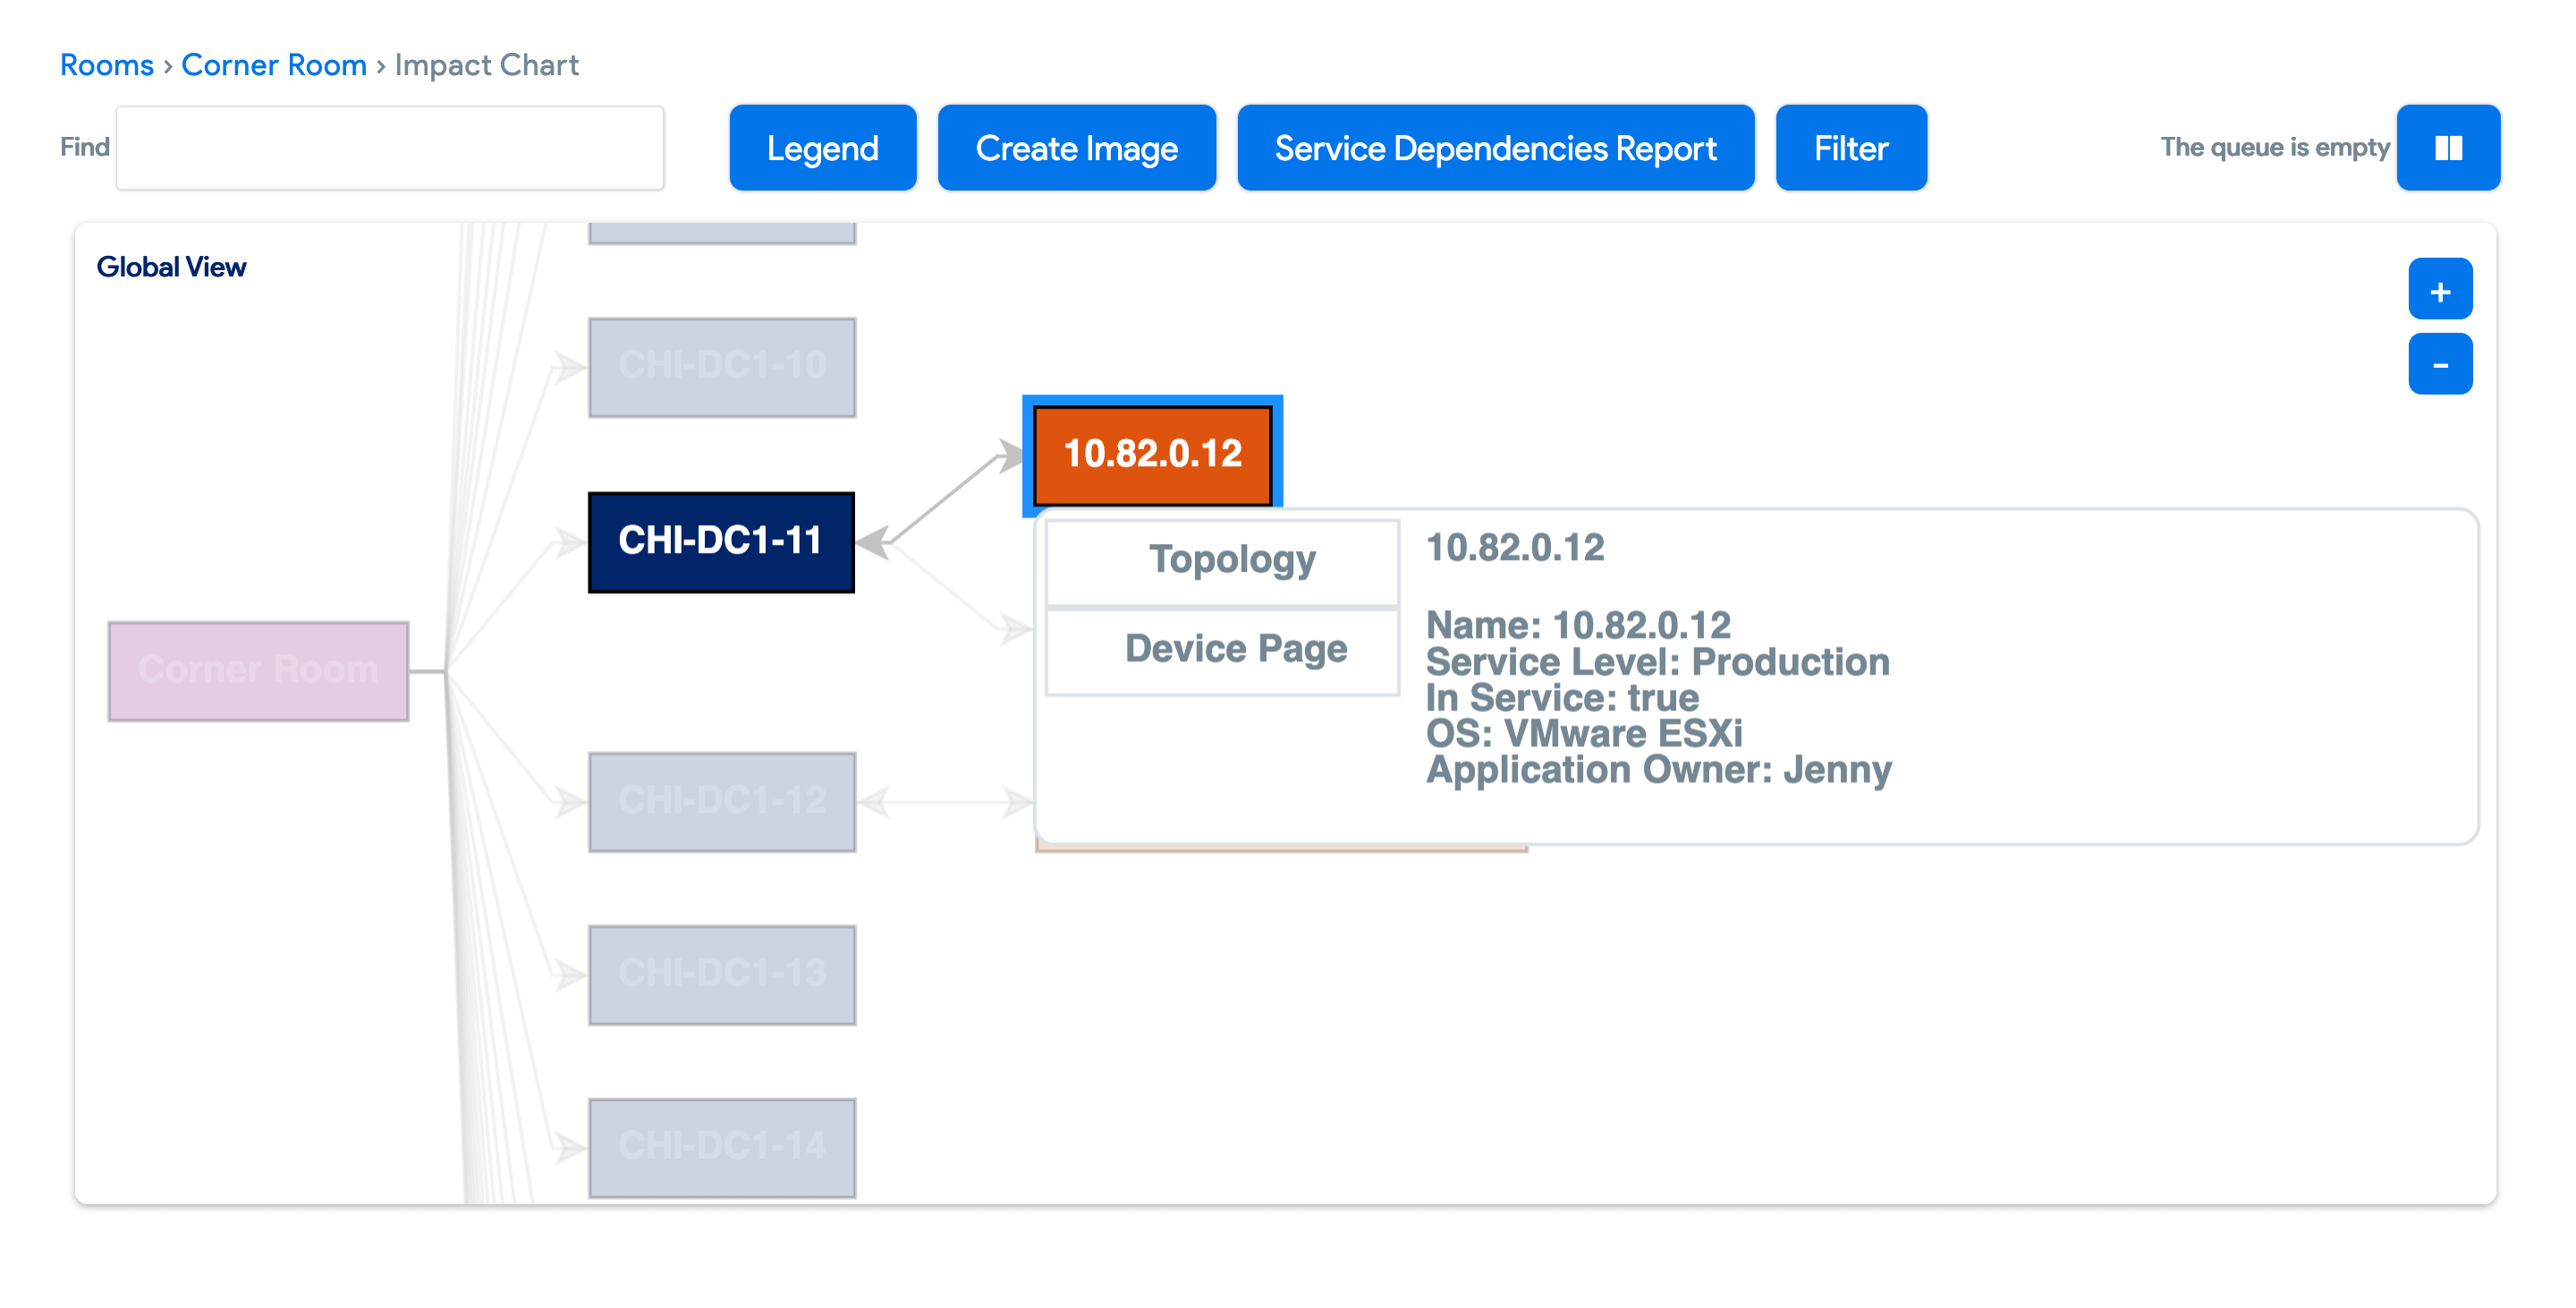 Rooms › Corner Room › Impact Chart
Find
Legend
Create Image
Service Dependencies Report
Filter
The queue is empty
Global View
+
-
CHI-DC1-10
10.82.0.12
CHI-DC1-11
Topology
Device Page
10.82.0.12
Name: 10.82.0.12
Service Level: Production
In Service: true
OS: VMware ESXi
Application Owner: Jenny
Corner Room
CHI-DC1-12
CHI-DC1-13
CHI-DC1-14